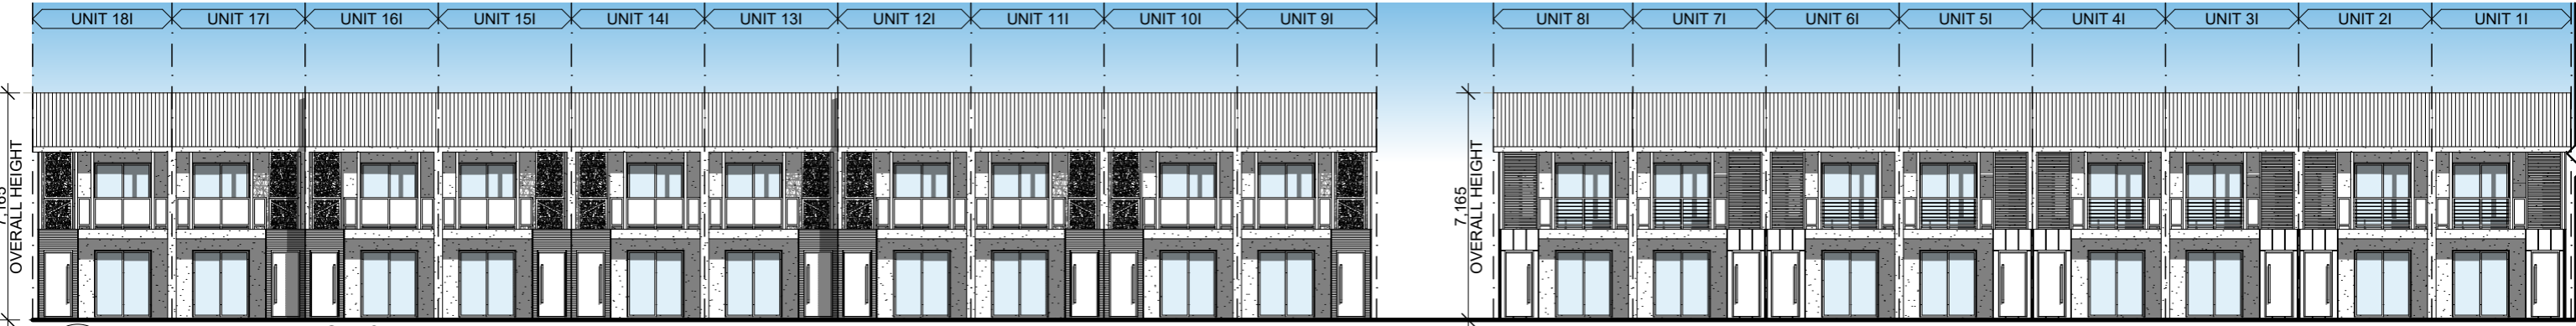 UNIT 18I
UNIT 17I
UNIT 16I
UNIT 15I
UNIT 14I
UNIT 13I
UNIT 12I
UNIT 11I
UNIT 10I
UNIT 9I
UNIT 8I
UNIT 7I
UNIT 6I
UNIT 5I
UNIT 4I
UNIT 3I
UNIT 2I
UNIT 1I
7,165
OVERALL HEIGHT
7,165
OVERALL HEIGHT